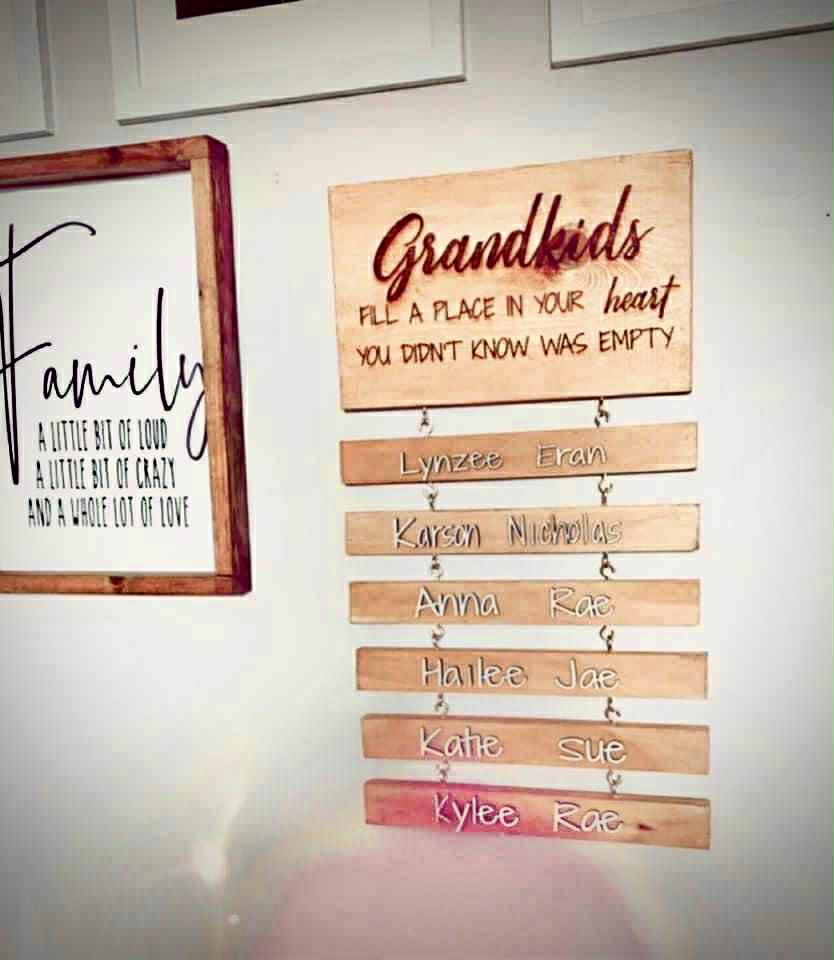 Family
A LITTLE BIT OF LOUD
A LITTLE BIT OF CRAZY
AND A WHOLE LOT OF LOVE
Grandkids
FILL A PLACE IN YOUR heart
YOU DIDN'T KNOW WAS EMPTY
Lynzee Eran
Karson Nicholas
Anna Rae
Hailee Jae
Katie Sue
Kylee Rae